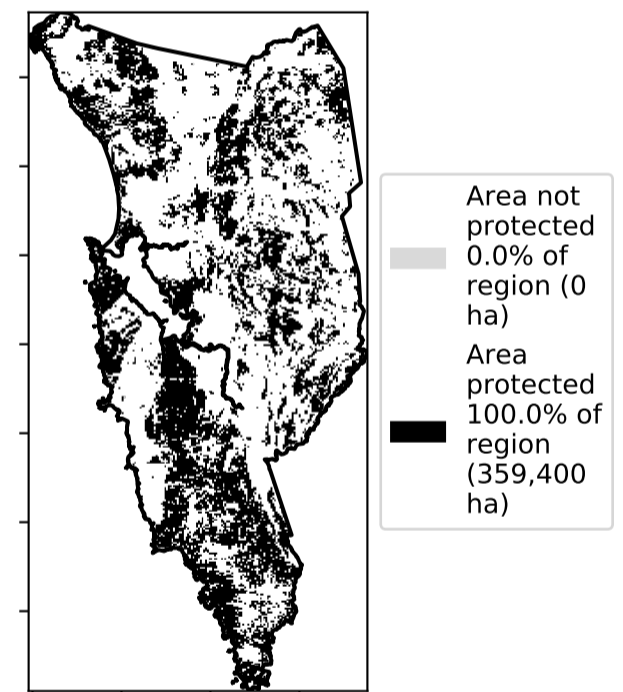 Area not
protected
0.0% of
region (0
ha)
Area
protected
100.0% of
region
(359,400
ha)